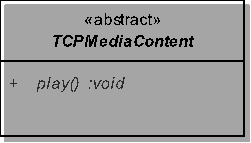 «abstract»
TCPMediaContent
+ play() :void